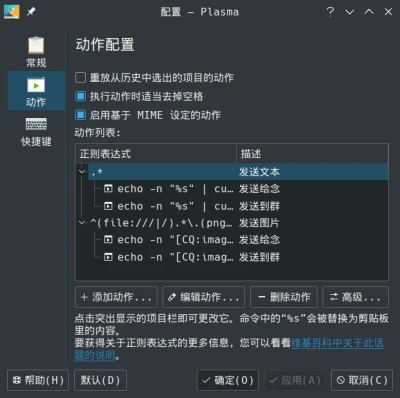 配置 — Plasma
常规
动作
快捷键
动作配置
重放从历史中选出的项目的动作
执行动作时适当去掉空格
启用基于 MIME 设定的动作
动作列表:
正则表达式 描述
.* 发送文本
echo -n "%s" | cu... 发送给念
echo -n "%s" | cu... 发送到群
^(file:///|/).*\.(png... 发送图片
echo -n "[CQ:imag... 发送给念
echo -n "[CQ:imag... 发送到群
添加动作... 编辑动作... 删除动作 高级...
点击突出显示的项目栏即可更改它。命令中的“%s”会被替换为剪贴板
里的内容。
要获得关于正则表达式的更多信息，您可以看看维基百科中关于此话
题的说明。
帮助(H) 默认(D) 确定(O) 应用(A) 取消(C)